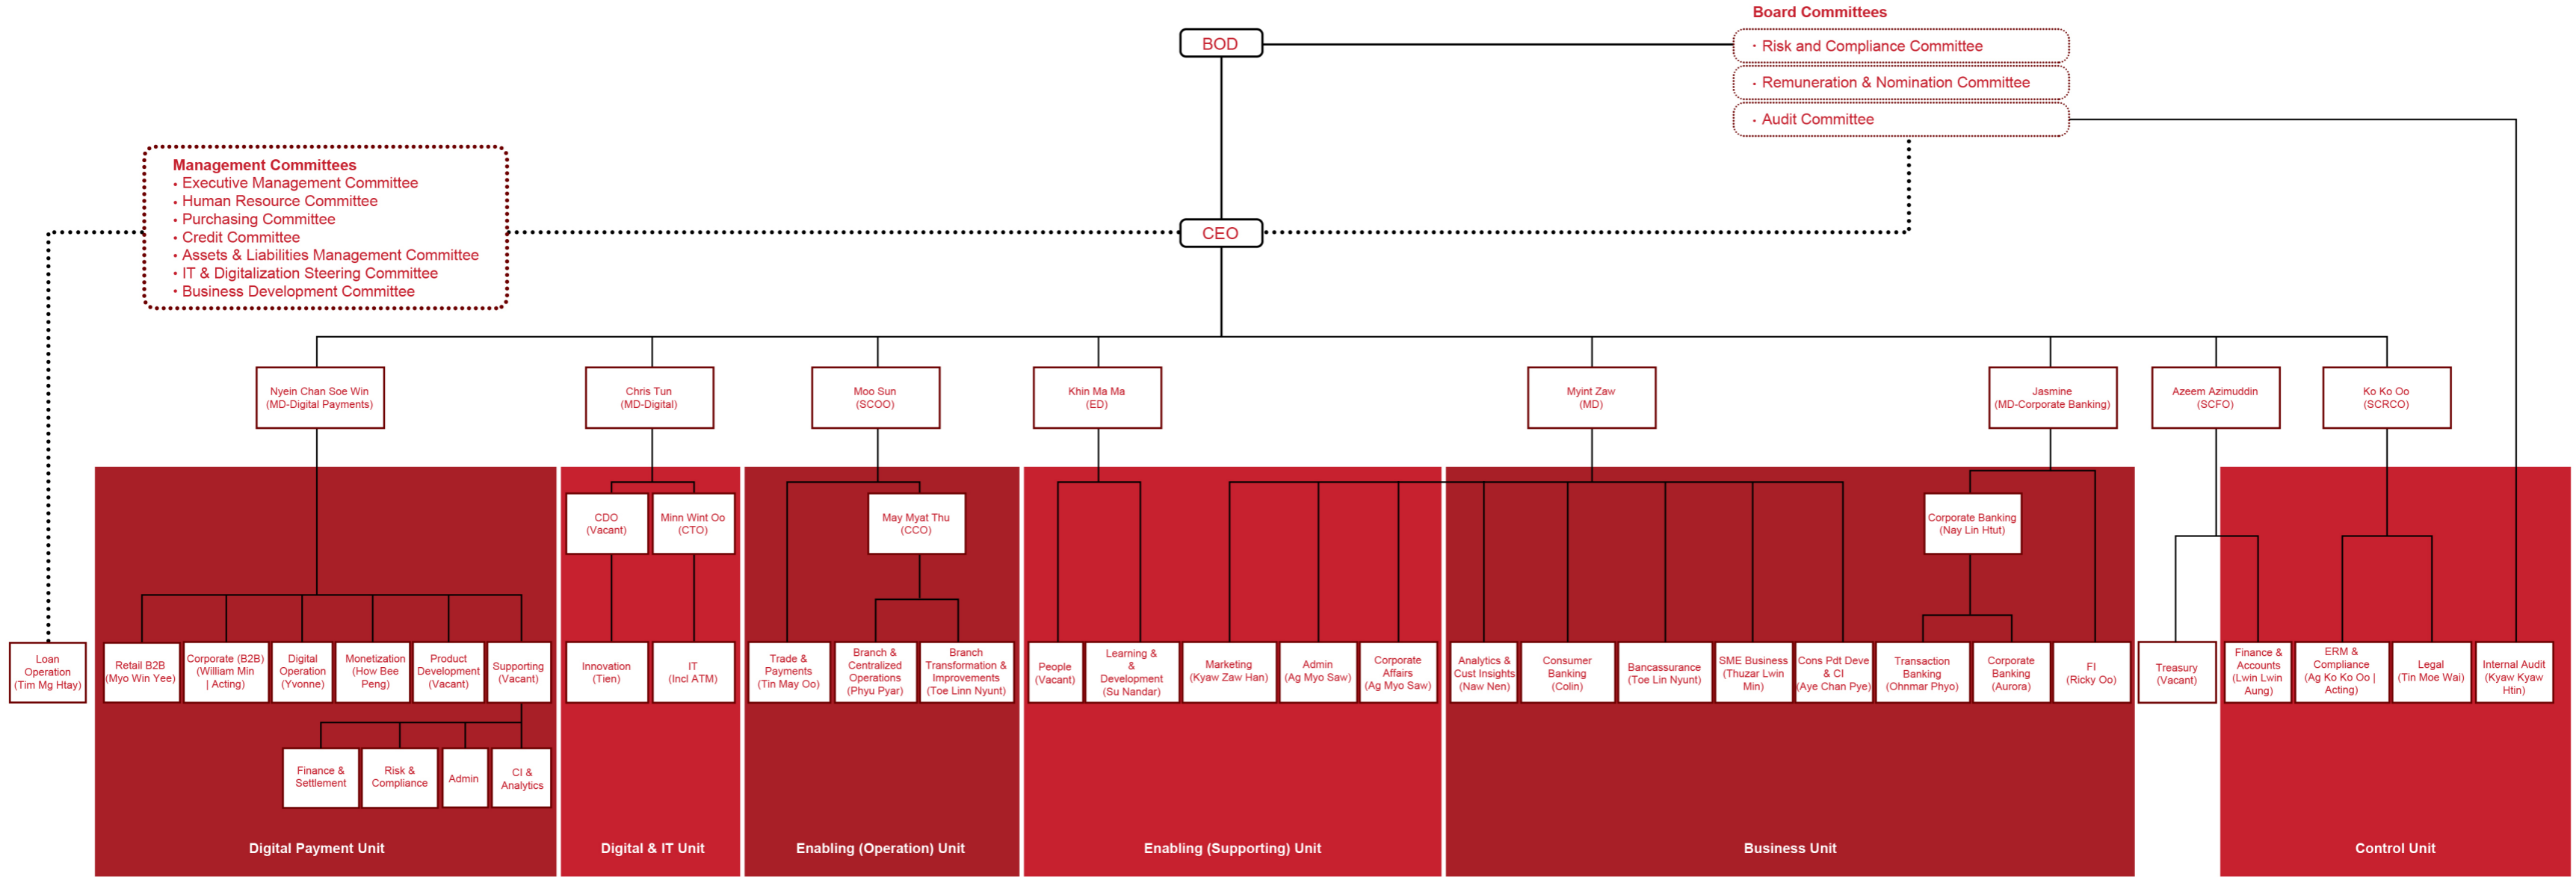 Board Committees
BOD
· Risk and Compliance Committee
· Remuneration & Nomination Committee
· Audit Committee
Management Committees
• Executive Management Committee
• Human Resource Committee
• Purchasing Committee
• Credit Committee
• Assets & Liabilities Management Committee
• IT & Digitalization Steering Committee
• Business Development Committee
CEO
Nyein Chan Soe Win
(MD-Digital Payments)
Chris Tun
(MD-Digital)
Moo Sun
(SCOO)
Khin Ma Ma
(ED)
Myint Zaw
(MD)
Jasmine
(MD-Corporate Banking)
Azeem Azimuddin
(SCFO)
Ko Ko Oo
(SCRCO)
CDO
(Vacant)
Minn Wint Oo
(CTO)
May Myat Thu
(CCO)
Corporate Banking
(Nay Lin Htut)
Loan
Operation
(Tim Mg Htay)
Retail B2B
(Myo Win Yee)
Corporate (B2B)
(William Min
| Acting)
Digital
Operation
(Yvonne)
Monetization
(How Bee
Peng)
Product
Development
(Vacant)
Supporting
(Vacant)
Innovation
(Tien)
IT
(Incl ATM)
Trade &
Payments
(Tin May Oo)
Branch &
Centralized
Operations
(Phyu Pyar)
Branch
Transformation &
Improvements
(Toe Linn Nyunt)
People
(Vacant)
Learning &
&
Development
(Su Nandar)
Marketing
(Kyaw Zaw Han)
Admin
(Ag Myo Saw)
Corporate
Affairs
(Ag Myo Saw)
Analytics &
Cust Insights
(Naw Nen)
Consumer
Banking
(Colin)
Bancassurance
(Toe Lin Nyunt)
SME Business
(Thuzar Lwin
Min)
Cons Pdt Deve
& CI
(Aye Chan Pye)
Transaction
Banking
(Ohnmar Phyo)
Corporate
Banking
(Aurora)
FI
(Ricky Oo)
Treasury
(Vacant)
Finance &
Accounts
(Lwin Lwin
Aung)
ERM &
Compliance
(Ag Ko Ko Oo |
Acting)
Legal
(Tin Moe Wai)
Internal Audit
(Kyaw Kyaw
Htin)
Finance &
Settlement
Risk &
Compliance
Admin
CI &
Analytics
Digital Payment Unit
Digital & IT Unit
Enabling (Operation) Unit
Enabling (Supporting) Unit
Business Unit
Control Unit